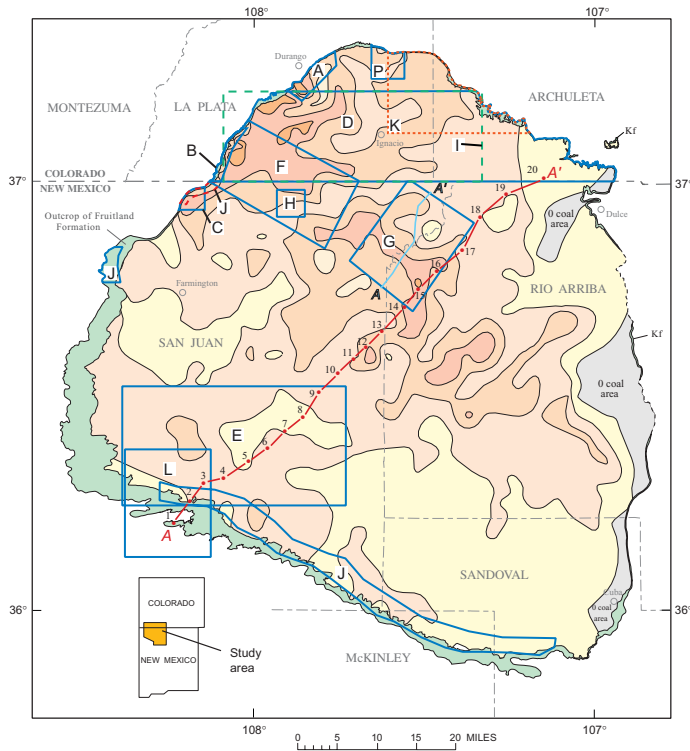 108°
107°
Durango
A
P
MONTEZUMA
LA PLATA
ARCHULETA
D
K
Ignacio
I
Kf
B
F
COLORADO
NEW MEXICO
37°
37°
20
A'
A'
19
H
J
C
18
0 coal
area
Dulce
Outcrop of Fruitland
Formation
G
17
J
16
Farmington
A
15
RIO ARRIBA
14
13
Kf
SAN JUAN
12
11
10
0 coal
area
9
8
E
7
6
5
L
4
3
2
1
A
J
SANDOVAL
COLORADO
Cuba
36°
36°
0 coal
area
Study
area
NEW MEXICO
McKINLEY
108°
107°
0 5 10 15 20 MILES